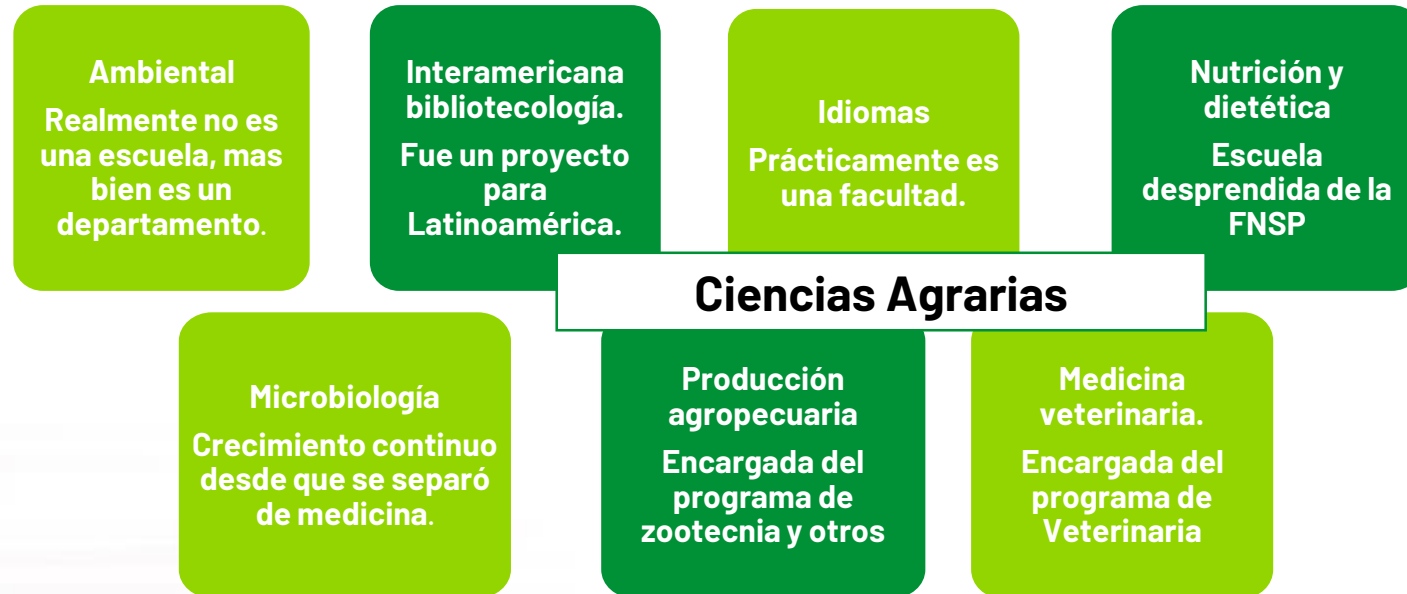 Ambiental
Realmente no es
una escuela, mas
bien es un
departamento.
Interamericana
bibliotecología.
Fue un proyecto
para
Latinoamérica.
Idiomas
Prácticamente es
una facultad.
Nutrición y
dietética
Escuela
desprendida de la
FNSP
Ciencias Agrarias
Microbiología
Crecimiento continuo
desde que se separó
de medicina.
Producción
agropecuaria
Encargada del
programa de
zootecnia y otros
Medicina
veterinaria.
Encargada del
programa de
Veterinaria